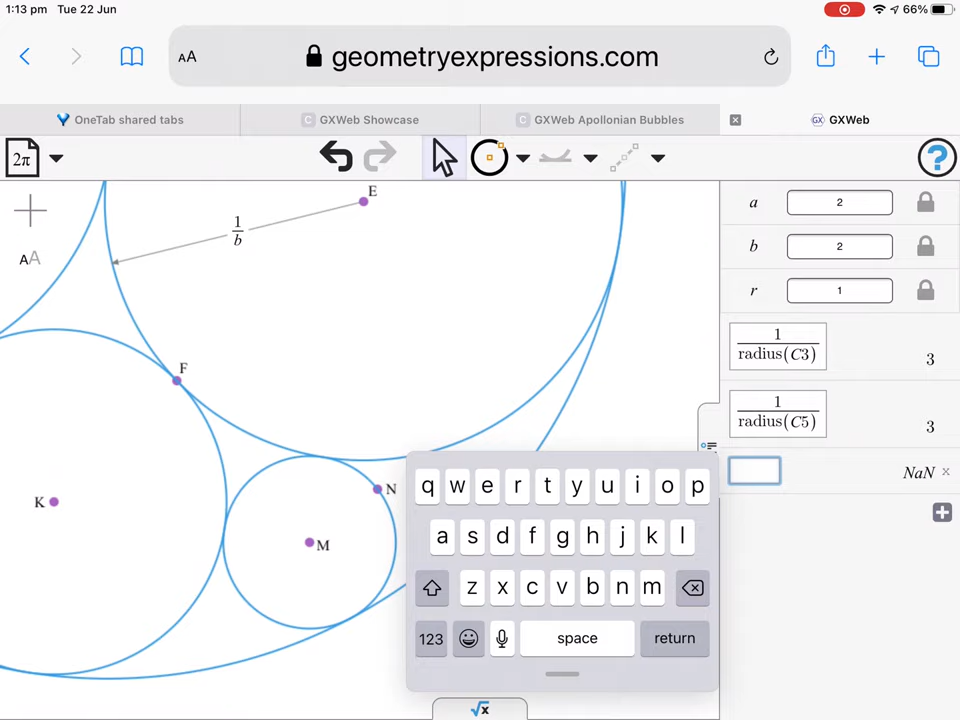 1:13 pm Tue 22 Jun 66%
AA geometryexpressions.com
OneTab shared tabs
GXWeb Showcase
GXWeb Apollonian Bubbles
GXWeb
2π ?
AA
E
1
b
F
K
N
M
a 2
b 2
r 1
1
radius(C3) 3
1
radius(C5) 3
NaN ×
q w e r t y u i o p
a s d f g h j k l
z x c v b n m
123 space return
√x